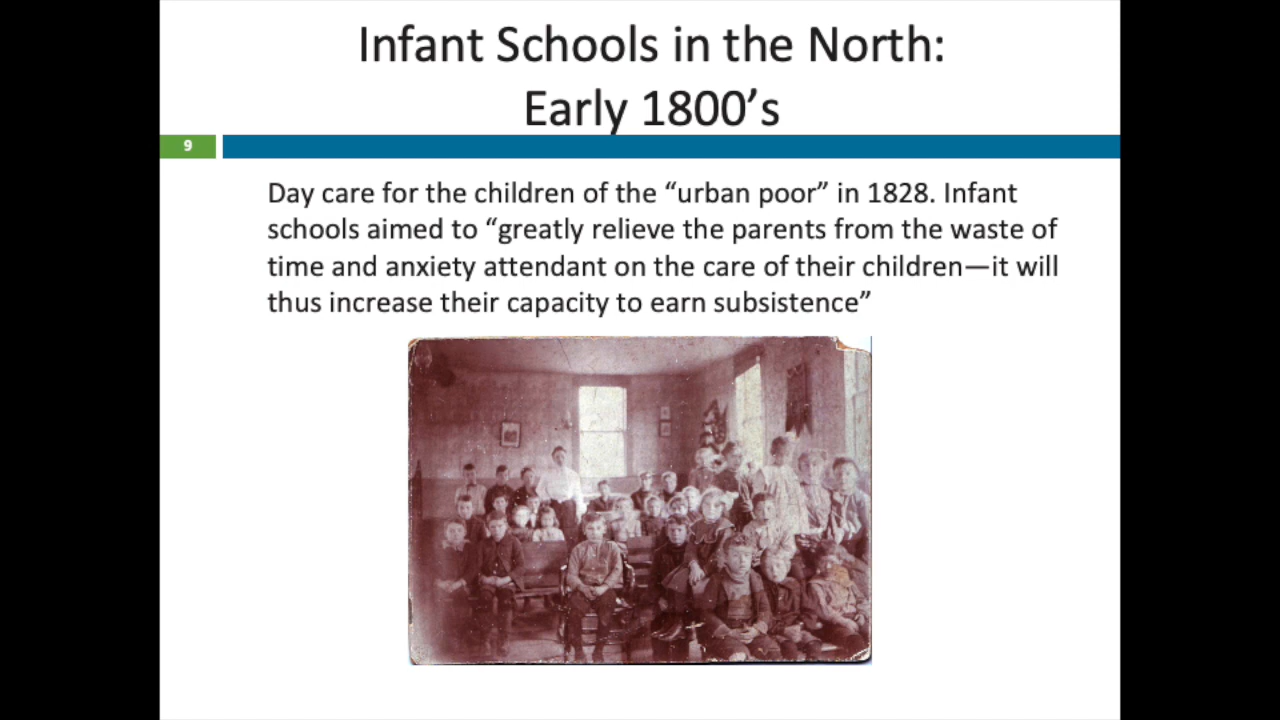 Infant Schools in the North:
Early 1800’s
9
Day care for the children of the “urban poor” in 1828. Infant
schools aimed to “greatly relieve the parents from the waste of
time and anxiety attendant on the care of their children—it will
thus increase their capacity to earn subsistence”